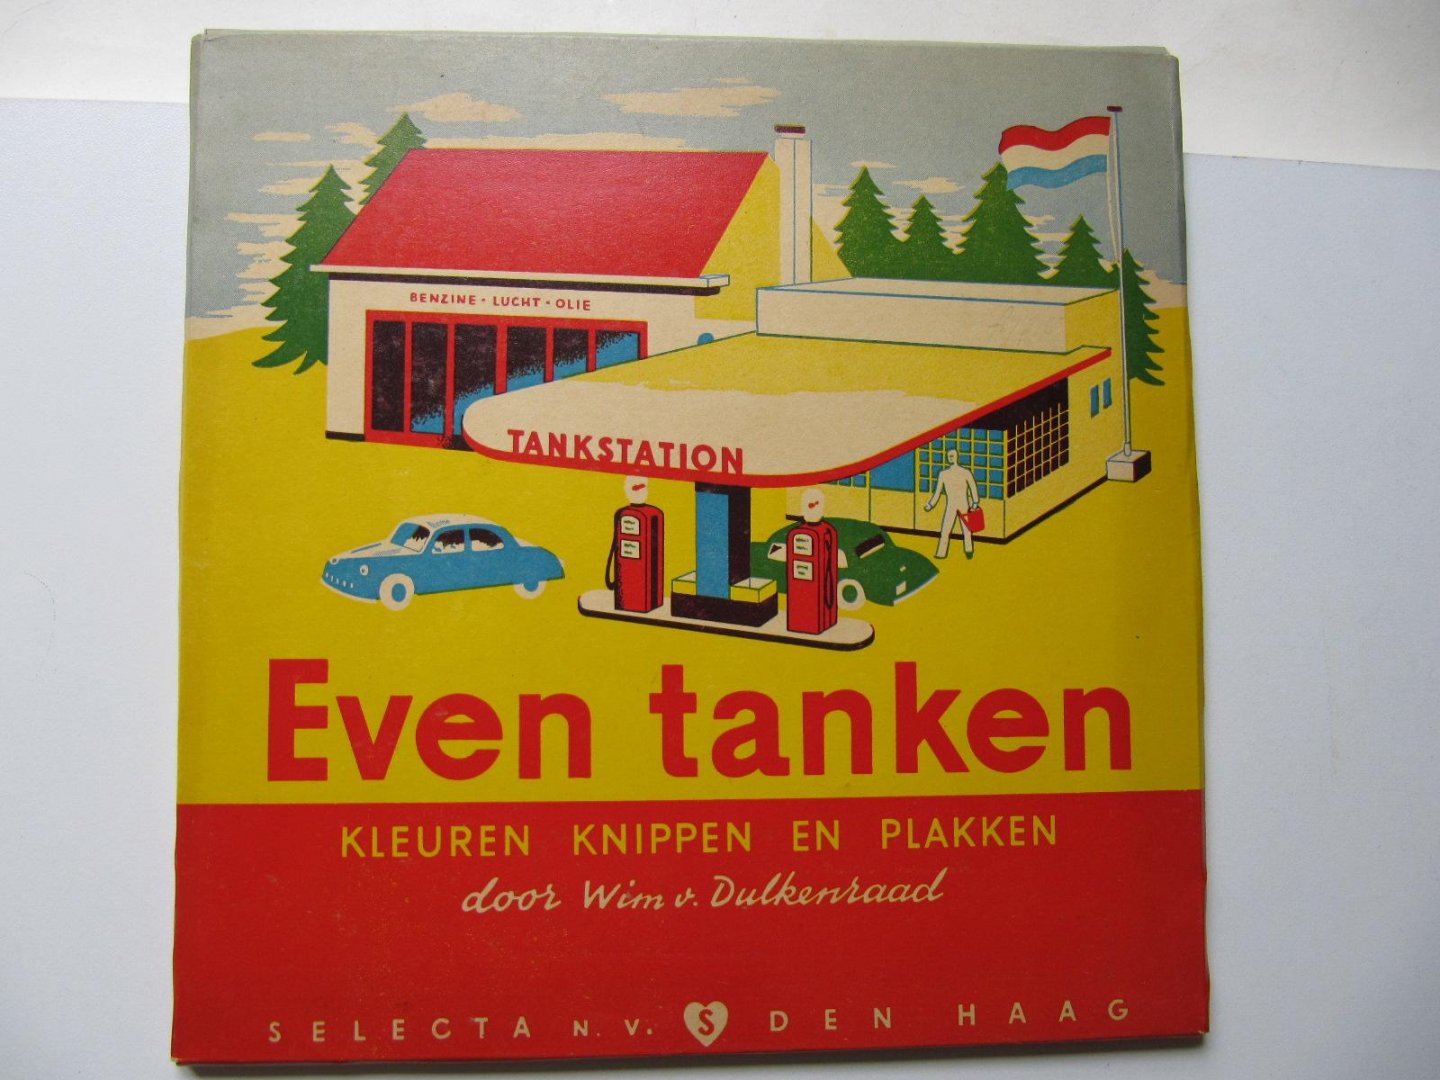 BENZINE - LUCHT - OLIE
TANKSTATION
Even tanken
KLEUREN KNIPPEN EN PLAKKEN
door Wim v. Dulkenraad
SELECTA N.V. S DEN HAAG